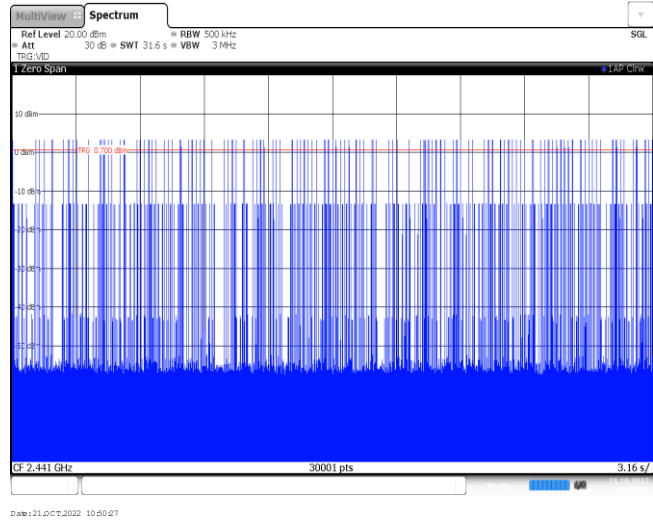 MultiView Spectrum
Ref Level 20.00 dBm RBW 500 kHz SGL
Att 30 dB SWT 31.6 s VBW 3 MHz
TRG:VID
1 Zero Span 1AP Clrw
10 dBm
TRG 0.700 dBm
0 dBm
-10 dBm
-20 dBm
-30 dBm
-40 dBm
-50 dBm
CF 2.441 GHz 30001 pts 3.16 s/
21.10.2022
Date: 21.OCT.2022 10:50:27